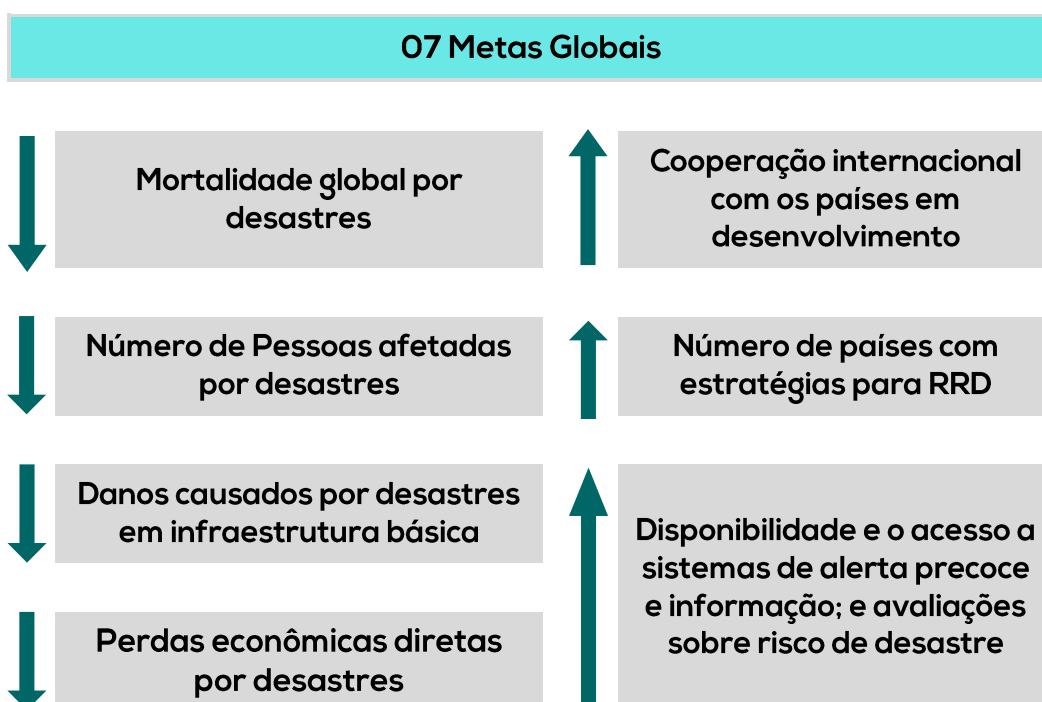 07 Metas Globais
Mortalidade global por
desastres
Número de Pessoas afetadas
por desastres
Danos causados por desastres
em infraestrutura básica
Perdas econômicas diretas
por desastres
Cooperação internacional
com os países em
desenvolvimento
Número de países com
estratégias para RRD
Disponibilidade e o acesso a
sistemas de alerta precoce
e informação; e avaliações
sobre risco de desastre